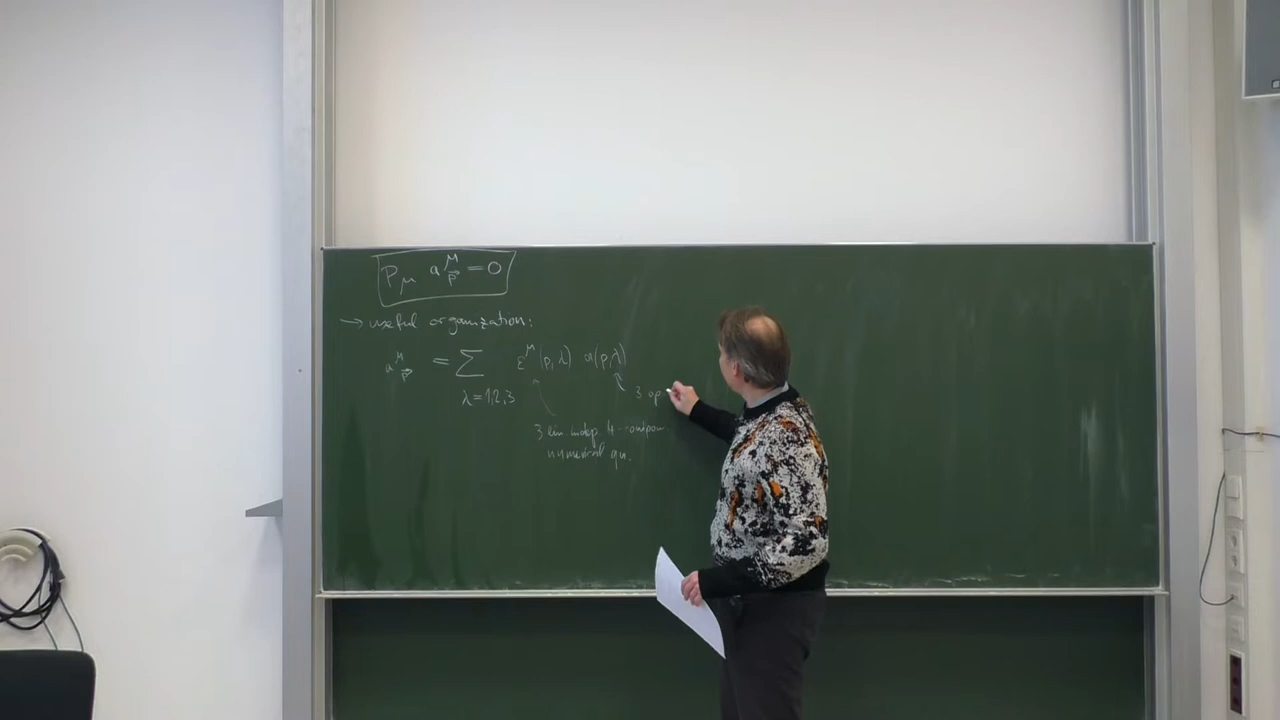 P_μ a^μ_p⃗ = 0
→ useful organization:
a^μ_p⃗ = Σ ε^μ(p,λ) a(p,λ)
λ=1,2,3
3 op
3 lin indep. 4-compon
numerical qu.